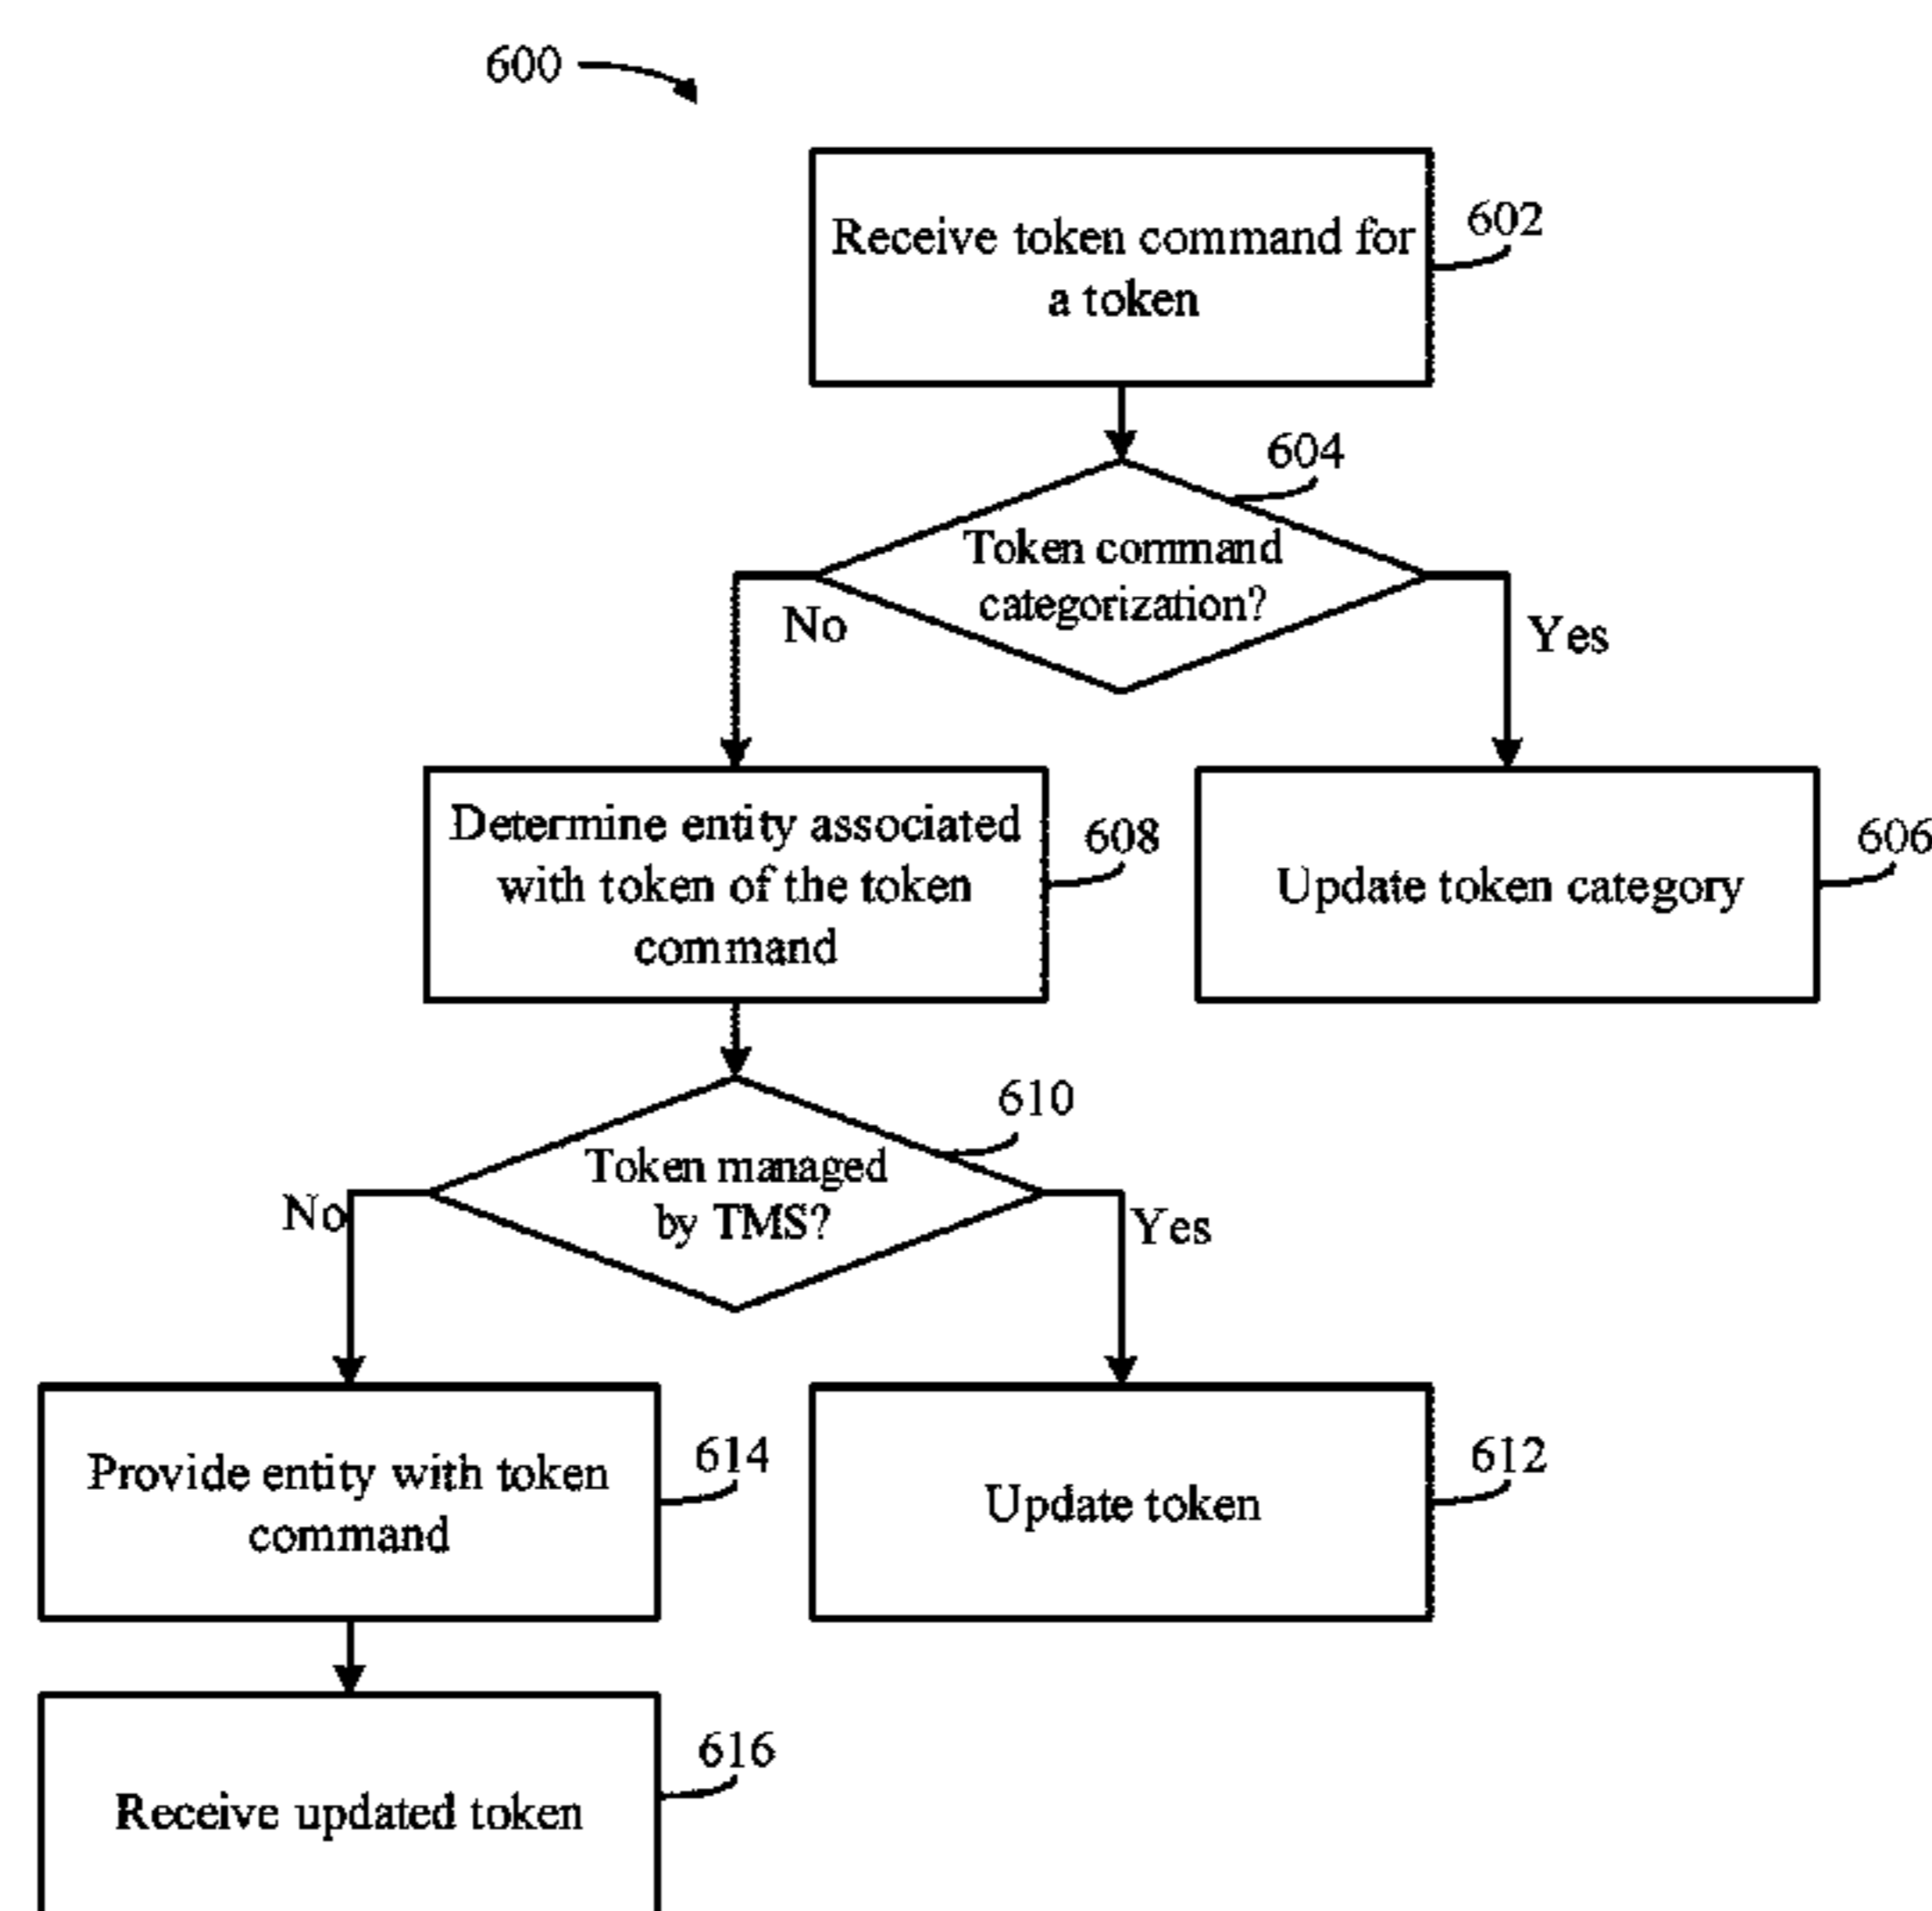 600
Receive token command for
a token
602
604
Token command
categorization?
No
Yes
Determine entity associated
with token of the token
command
608
Update token category
606
610
Token managed
by TMS?
No
Yes
Provide entity with token
command
614
Update token
612
Receive updated token
616